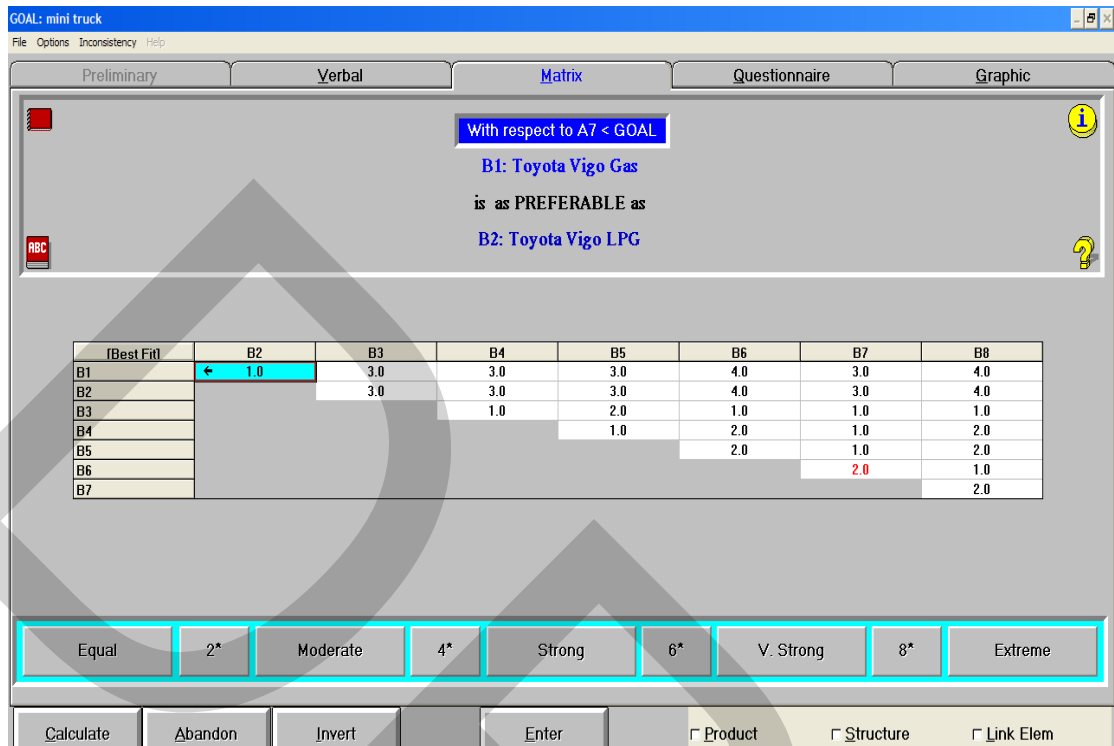 GOAL: mini truck
File Options Inconsistency Help
Preliminary Verbal Matrix Questionnaire Graphic
With respect to A7 < GOAL
B1: Toyota Vigo Gas
is as PREFERABLE as
B2: Toyota Vigo LPG
ABC
[Best Fit] B2 B3 B4 B5 B6 B7 B8
B1 1.0 3.0 3.0 3.0 4.0 3.0 4.0
B2 3.0 3.0 3.0 4.0 3.0 4.0
B3 1.0 2.0 1.0 1.0 1.0
B4 1.0 2.0 1.0 2.0
B5 2.0 1.0 2.0
B6 2.0 1.0
B7 2.0
Equal 2* Moderate 4* Strong 6* V. Strong 8* Extreme
Calculate Abandon Invert Enter Product Structure Link Elem